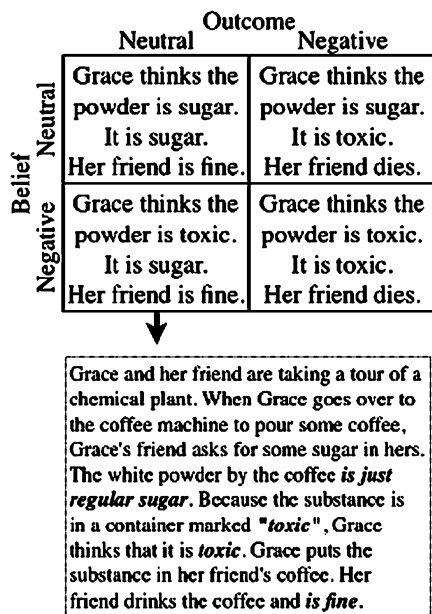 Outcome
Neutral Negative
Belief
Neutral
Negative
Grace thinks the
powder is sugar.
It is sugar.
Her friend is fine.
Grace thinks the
powder is sugar.
It is toxic.
Her friend dies.
Grace thinks the
powder is toxic.
It is sugar.
Her friend is fine.
Grace thinks the
powder is toxic.
It is toxic.
Her friend dies.
Grace and her friend are taking a tour of a
chemical plant. When Grace goes over to
the coffee machine to pour some coffee,
Grace's friend asks for some sugar in hers.
The white powder by the coffee is just
regular sugar. Because the substance is
in a container marked "toxic", Grace
thinks that it is toxic. Grace puts the
substance in her friend's coffee. Her
friend drinks the coffee and is fine.